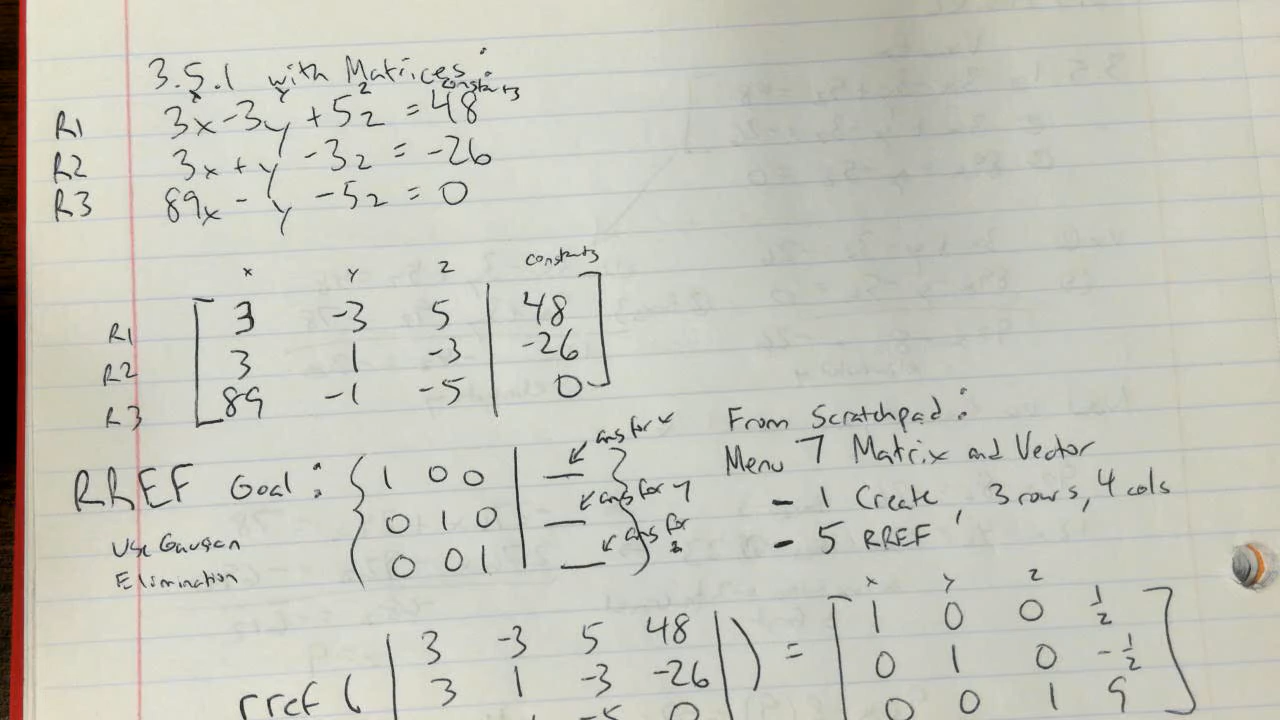 3.5.1 with Matrices:
x y z constants
R1 3x - 3y + 5z = 48
R2 3x + y - 3z = -26
R3 89x - y - 5z = 0
x y z constants
R1 3 -3 5 48
R2 3 1 -3 -26
R3 89 -1 -5 0
RREF Goal: 1 0 0 ans for x
0 1 0 ans for y
0 0 1 ans for z
Use Gausian
Elimination
From Scratchpad:
Menu 7 Matrix and Vector
- 1 Create, 3 rows, 4 cols
- 5 RREF
x y z
rref ( 3 -3 5 48 ) = 1 0 0 1/2
3 1 -3 -26 0 1 0 -1/2
-5 0 0 0 1 9